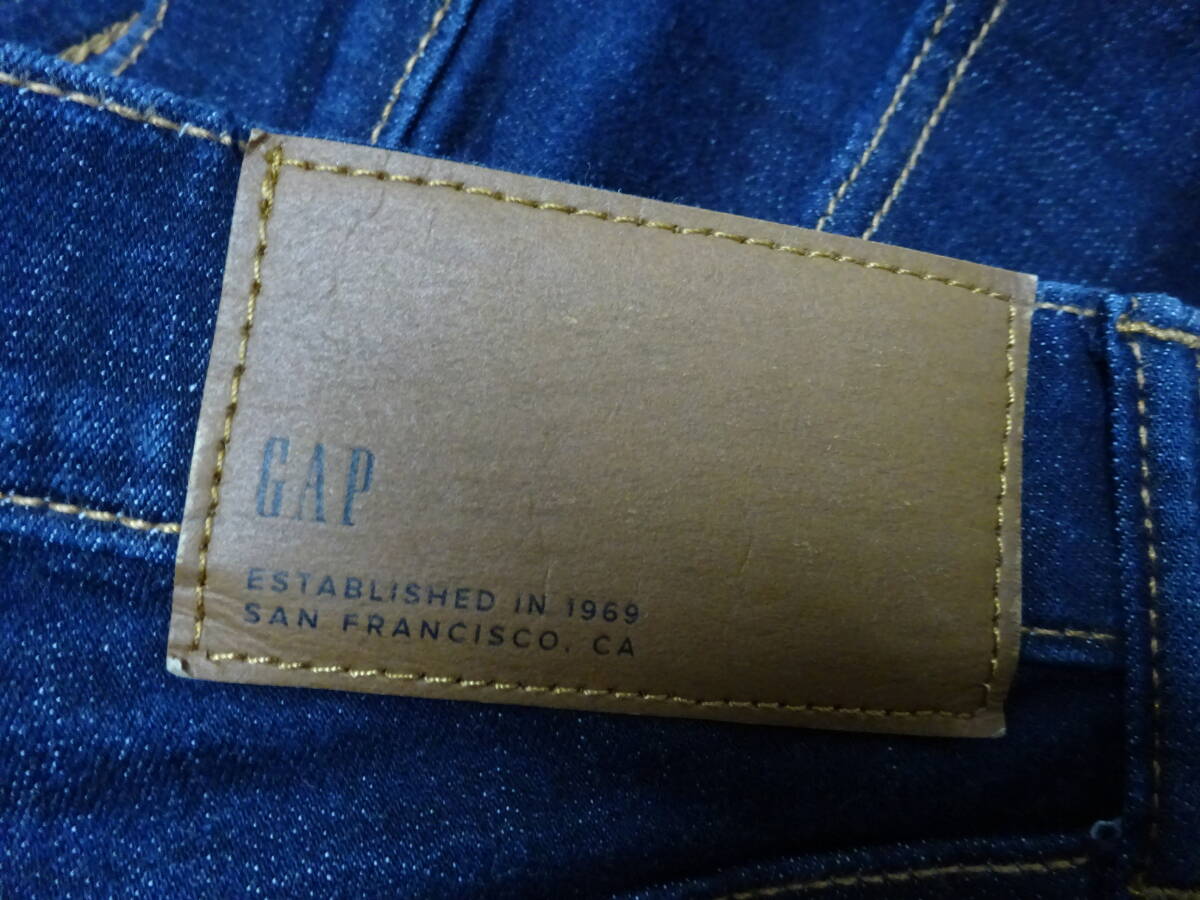 GAP
ESTABLISHED IN 1969
SAN FRANCISCO, CA